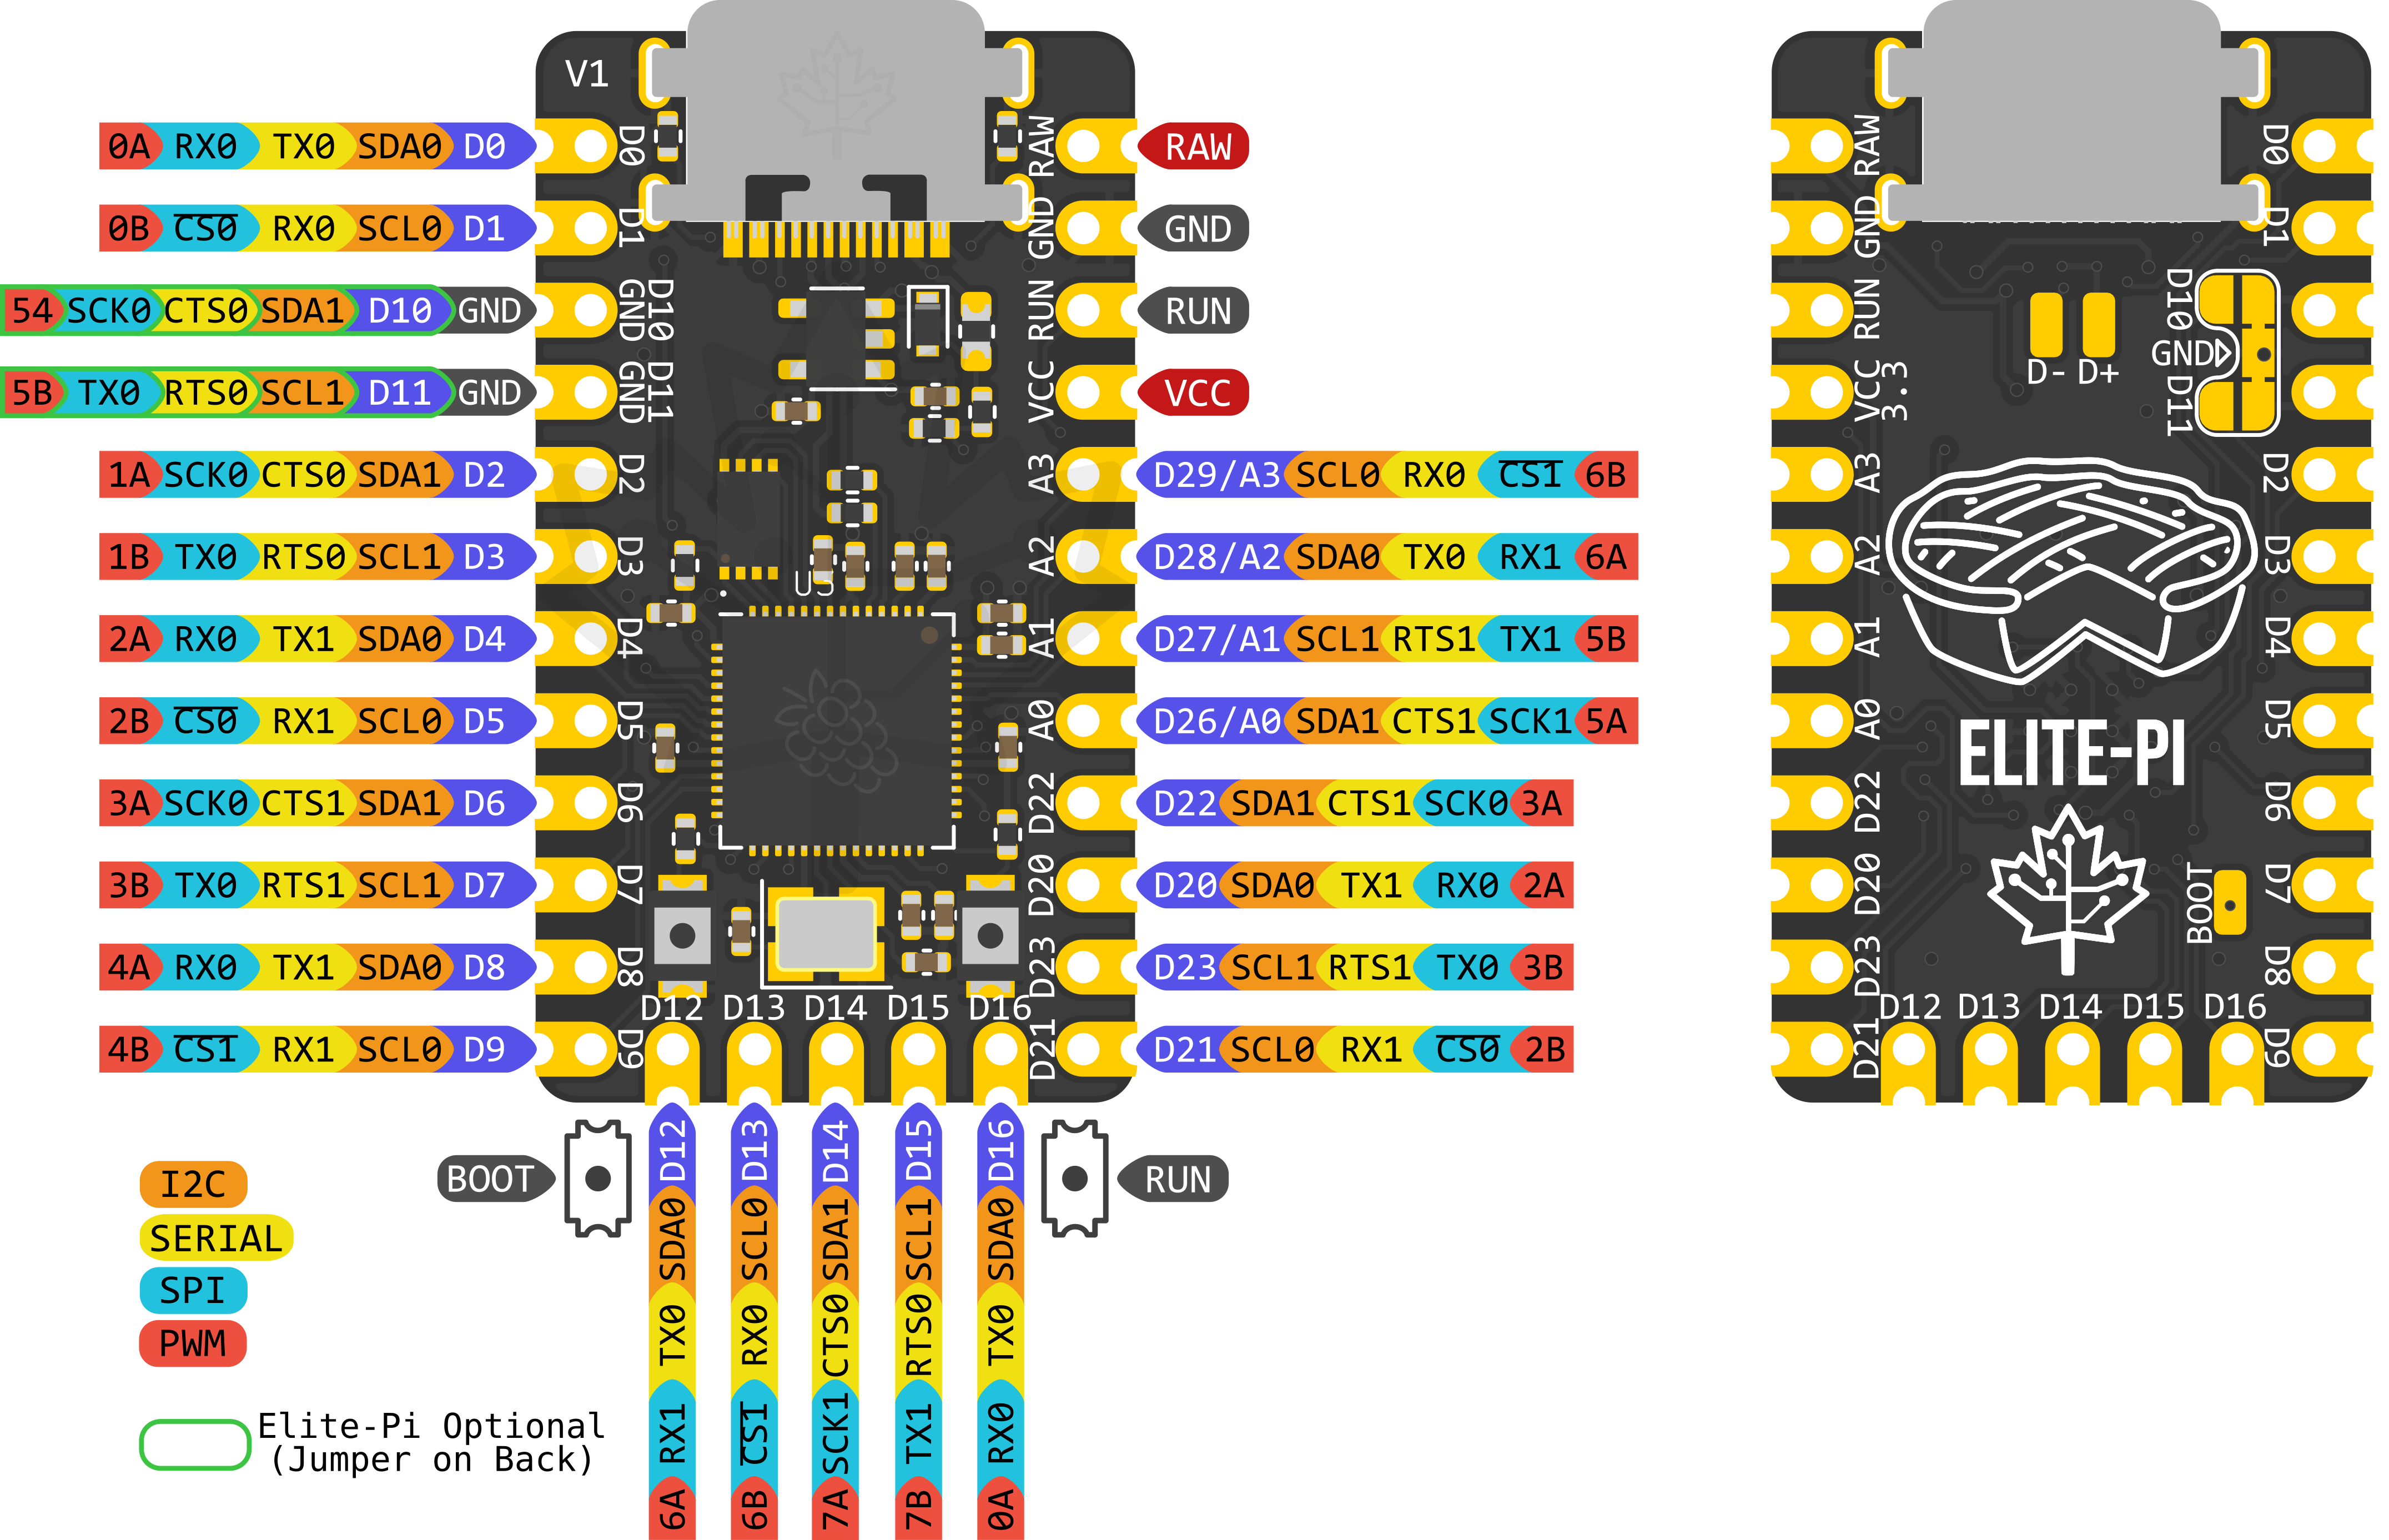 V1
0A RX0 TX0 SDA0 D0
D0
RAW
RAW
0B CS0 RX0 SCL0 D1
D1
GND
GND
54 SCK0 CTS0 SDA1 D10 GND
GND D10
RUN
RUN
5B TX0 RTS0 SCL1 D11 GND
GND D11
VCC
VCC
1A SCK0 CTS0 SDA1 D2
D2
A3
D29/A3 SCL0 RX0 CS1 6B
1B TX0 RTS0 SCL1 D3
D3
A2
D28/A2 SDA0 TX0 RX1 6A
U3
2A RX0 TX1 SDA0 D4
D4
A1
D27/A1 SCL1 RTS1 TX1 5B
2B CS0 RX1 SCL0 D5
D5
A0
D26/A0 SDA1 CTS1 SCK1 5A
3A SCK0 CTS1 SDA1 D6
D6
D22
D22 SDA1 CTS1 SCK0 3A
3B TX0 RTS1 SCL1 D7
D7
D20
D20 SDA0 TX1 RX0 2A
4A RX0 TX1 SDA0 D8
D8
D23
D23 SCL1 RTS1 TX0 3B
4B CS1 RX1 SCL0 D9
D9
D21
D21 SCL0 RX1 CS0 2B
D12 D13 D14 D15 D16
6A RX1 TX0 SDA0 D12
6B CS1 RX0 SCL0 D13
7A SCK1 CTS0 SDA1 D14
7B TX1 RTS0 SCL1 D15
0A RX0 TX0 SDA0 D16
BOOT
RUN
I2C
SERIAL
SPI
PWM
Elite-Pi Optional
(Jumper on Back)
RAW
GND
RUN
VCC
3.3
A3
A2
A1
A0
D22
D20
D23
D21
D- D+
D10
GND
D11
ELITE-PI
BOOT
D0
D1
D2
D3
D4
D5
D6
D7
D8
D9
D12 D13 D14 D15 D16